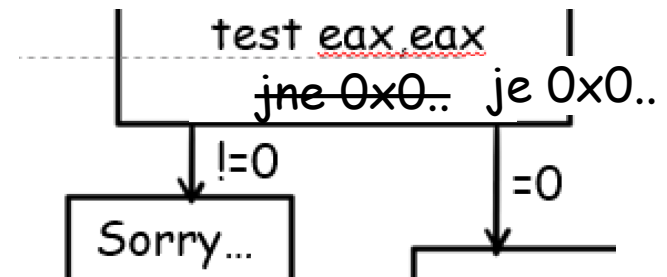 test eax,eax
jne 0x0.. je 0x0..
!=0
=0
Sorry...